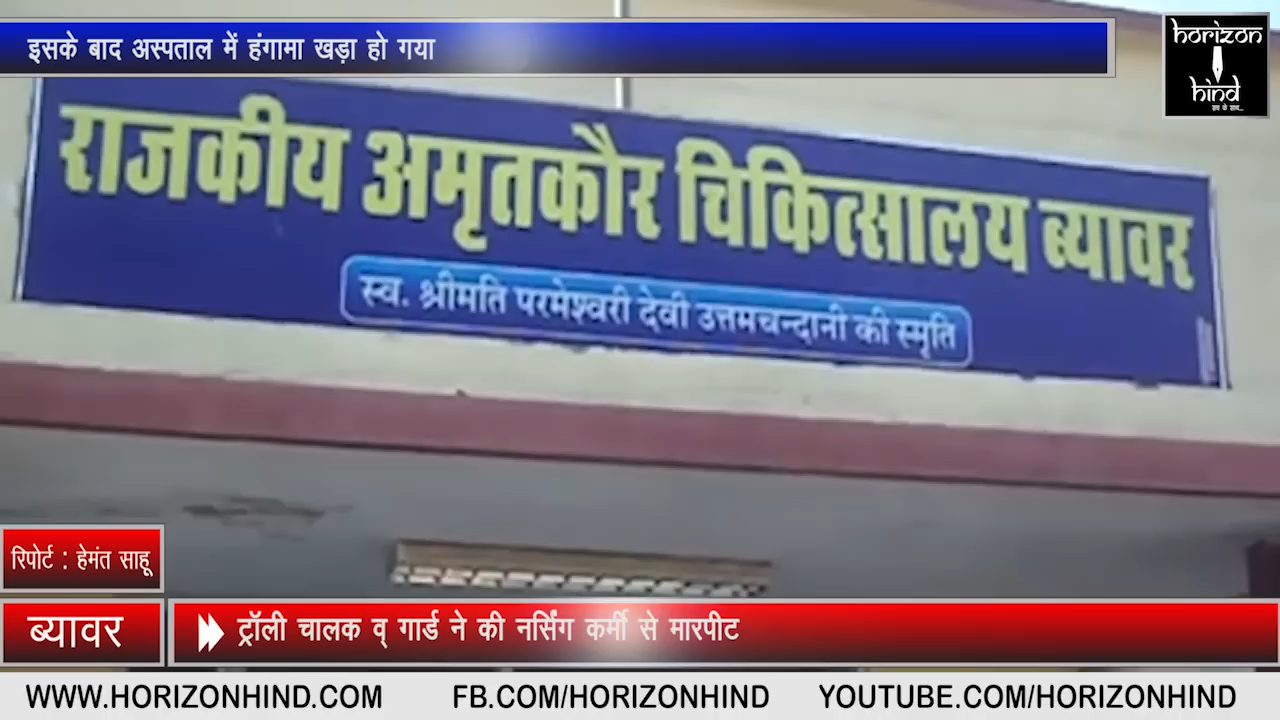 इसके बाद अस्पताल में हंगामा खड़ा हो गया
horizon
hind
राजकीय अमृतकौर चिकित्सालय ब्यावर
स्व. श्रीमति परमेश्वरी देवी उत्तमचन्दानी की स्मृति
रिपोर्ट : हेमंत साहू
ब्यावर
ट्रॉली चालक व् गार्ड ने की नर्सिंग कर्मी से मारपीट
WWW.HORIZONHIND.COM
FB.COM/HORIZONHIND
YOUTUBE.COM/HORIZONHIND